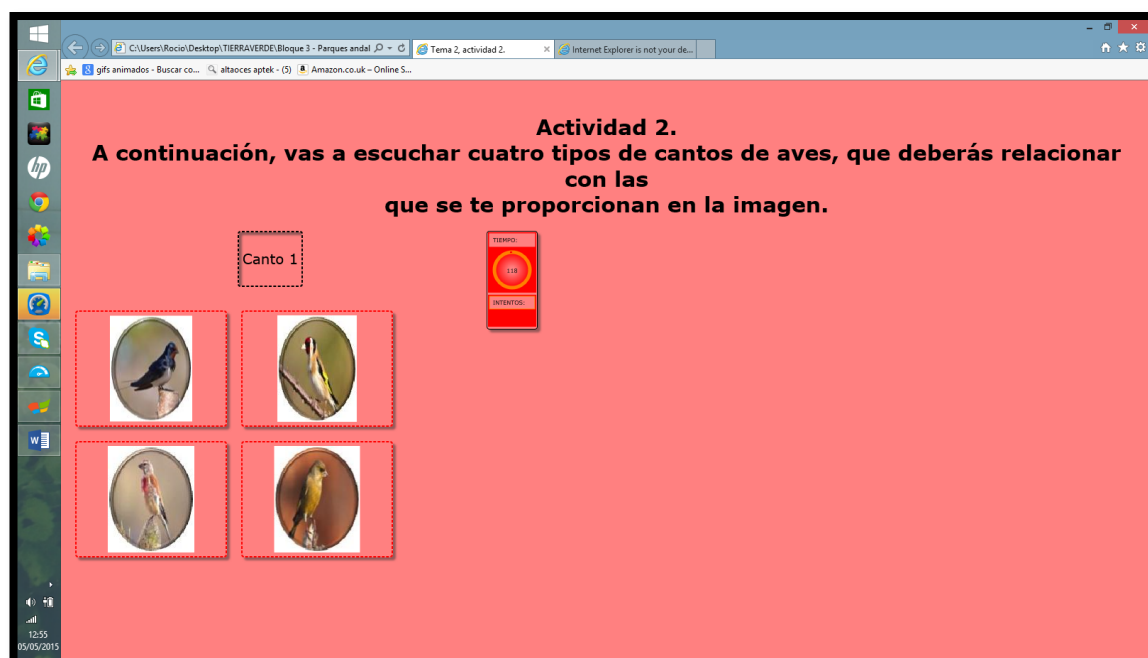 C:\Users\Rocio\Desktop\TIERRAVERDE\Bloque 3 - Parques andal
Tema 2, actividad 2.
Internet Explorer is not your de...
gifs animados - Buscar co...
altaoces aptek - (5)
Amazon.co.uk – Online S...
Actividad 2.
A continuación, vas a escuchar cuatro tipos de cantos de aves, que deberás relacionar
con las
que se te proporcionan en la imagen.
Canto 1
TIEMPO:
118
INTENTOS:
12:55
05/05/2015